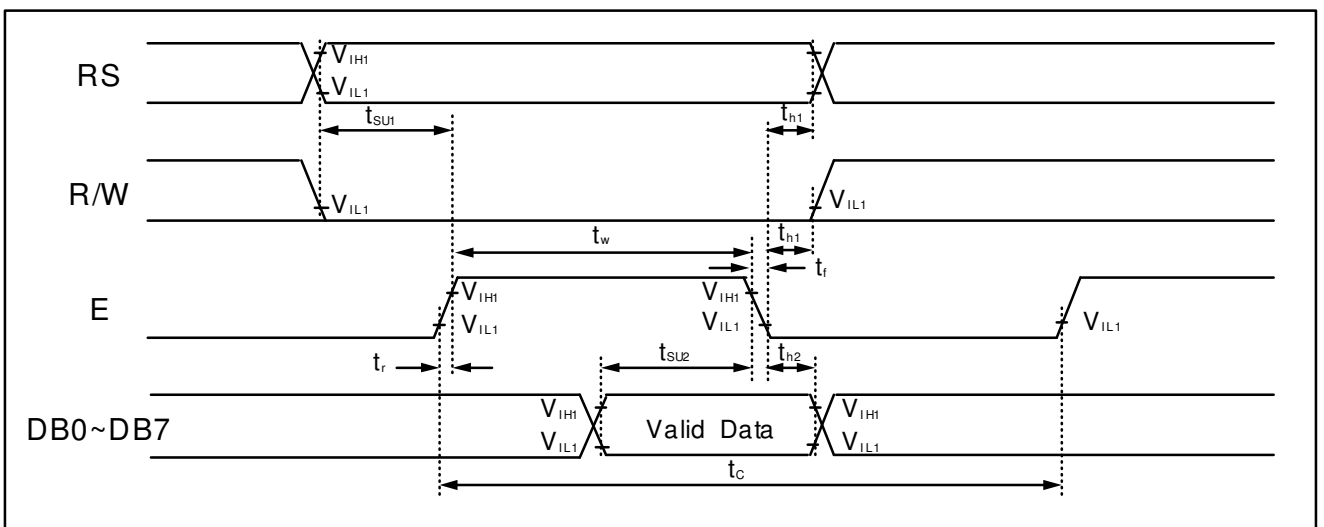 RS
VIH1
VIL1
tSU1
th1
R/W
VIL1
VIL1
tw
th1
tf
E
VIH1
VIL1
VIH1
VIL1
VIL1
tr
tSU2
th2
DB0~DB7
VIH1
VIL1
Valid Data
VIH1
VIL1
tC